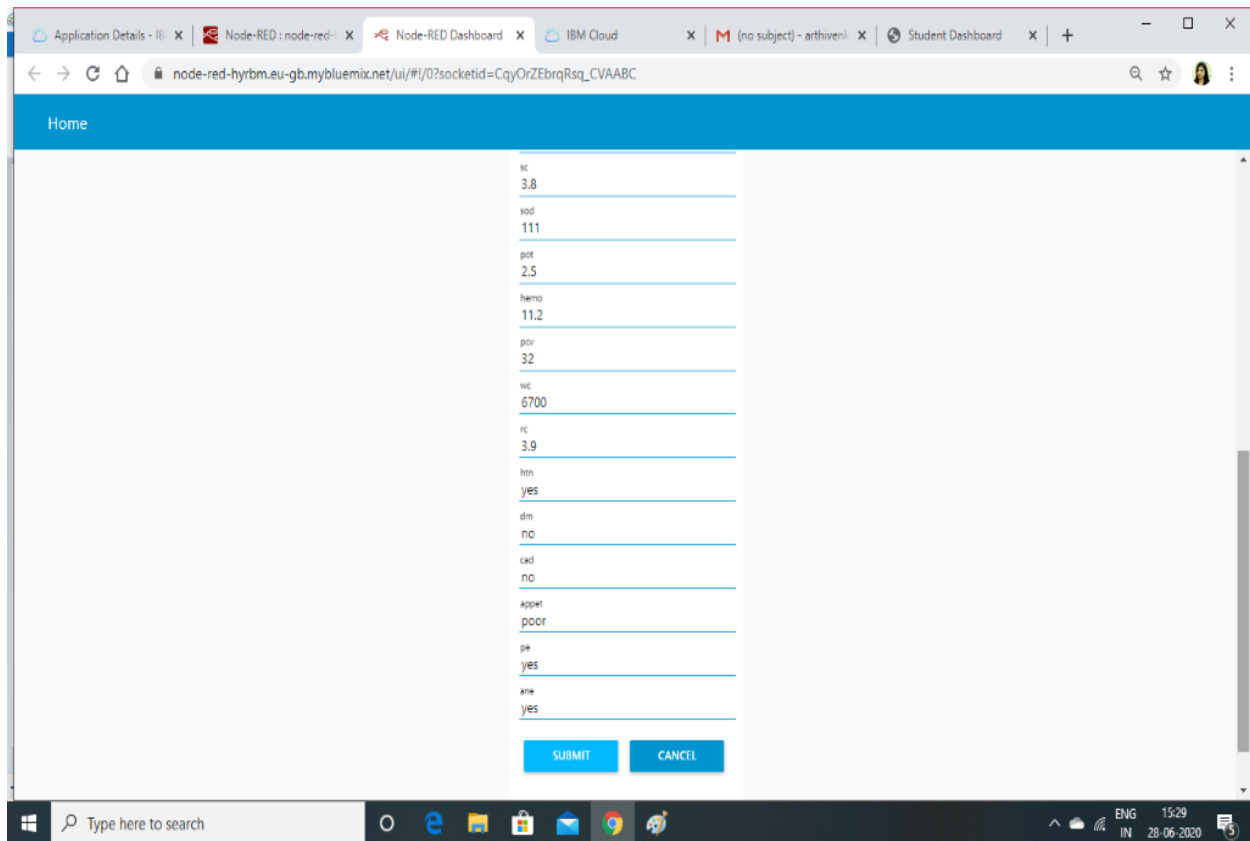 Application Details - IB
Node-RED : node-red-
Node-RED Dashboard
IBM Cloud
(no subject) - arthivenk
Student Dashboard
node-red-hyrbm.eu-gb.mybluemix.net/ui/#!/0?socketid=CqyOrZEbrqRsq_CVAABC
Home
sc
3.8
sod
111
pot
2.5
hemo
11.2
pcv
32
wc
6700
rc
3.9
htn
yes
dm
no
cad
no
appet
poor
pe
yes
ane
yes
SUBMIT CANCEL
Type here to search
ENG 15:29
IN 28-06-2020
5